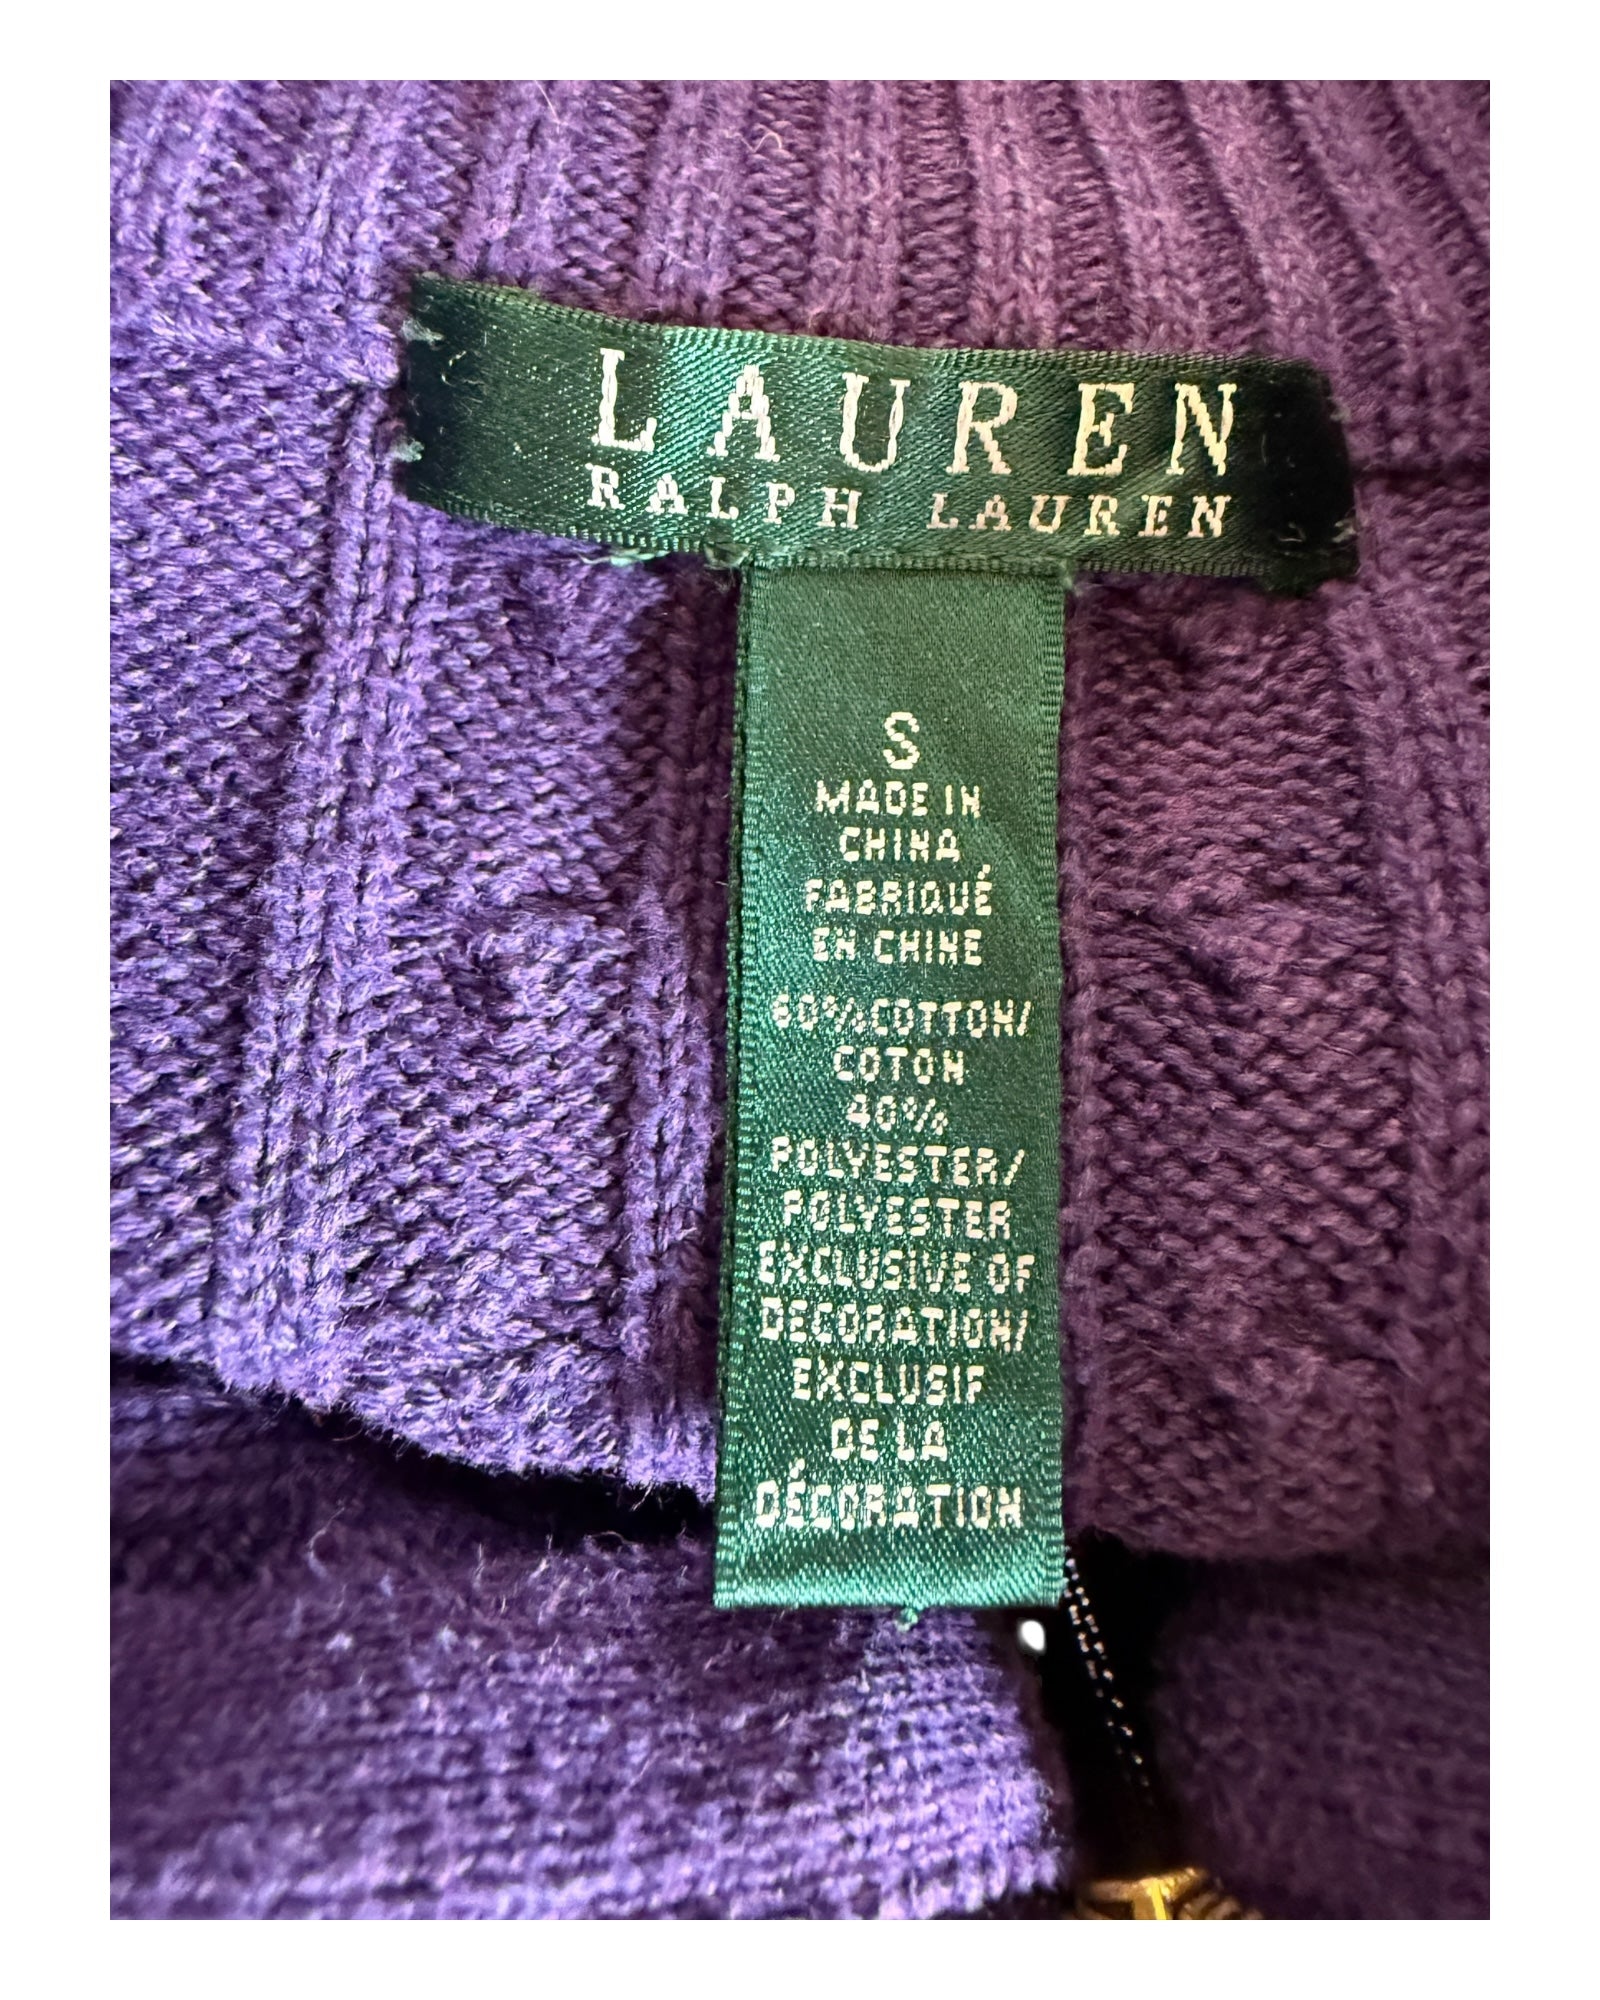 LAUREN
RALPH LAUREN
S
MADE IN
CHINA
FABRIQUÉ
EN CHINE
60% COTTON/
COTON
40%
POLYESTER/
POLYESTER
EXCLUSIVE OF
DECORATION/
EXCLUSIF
DE LA
DÉCORATION